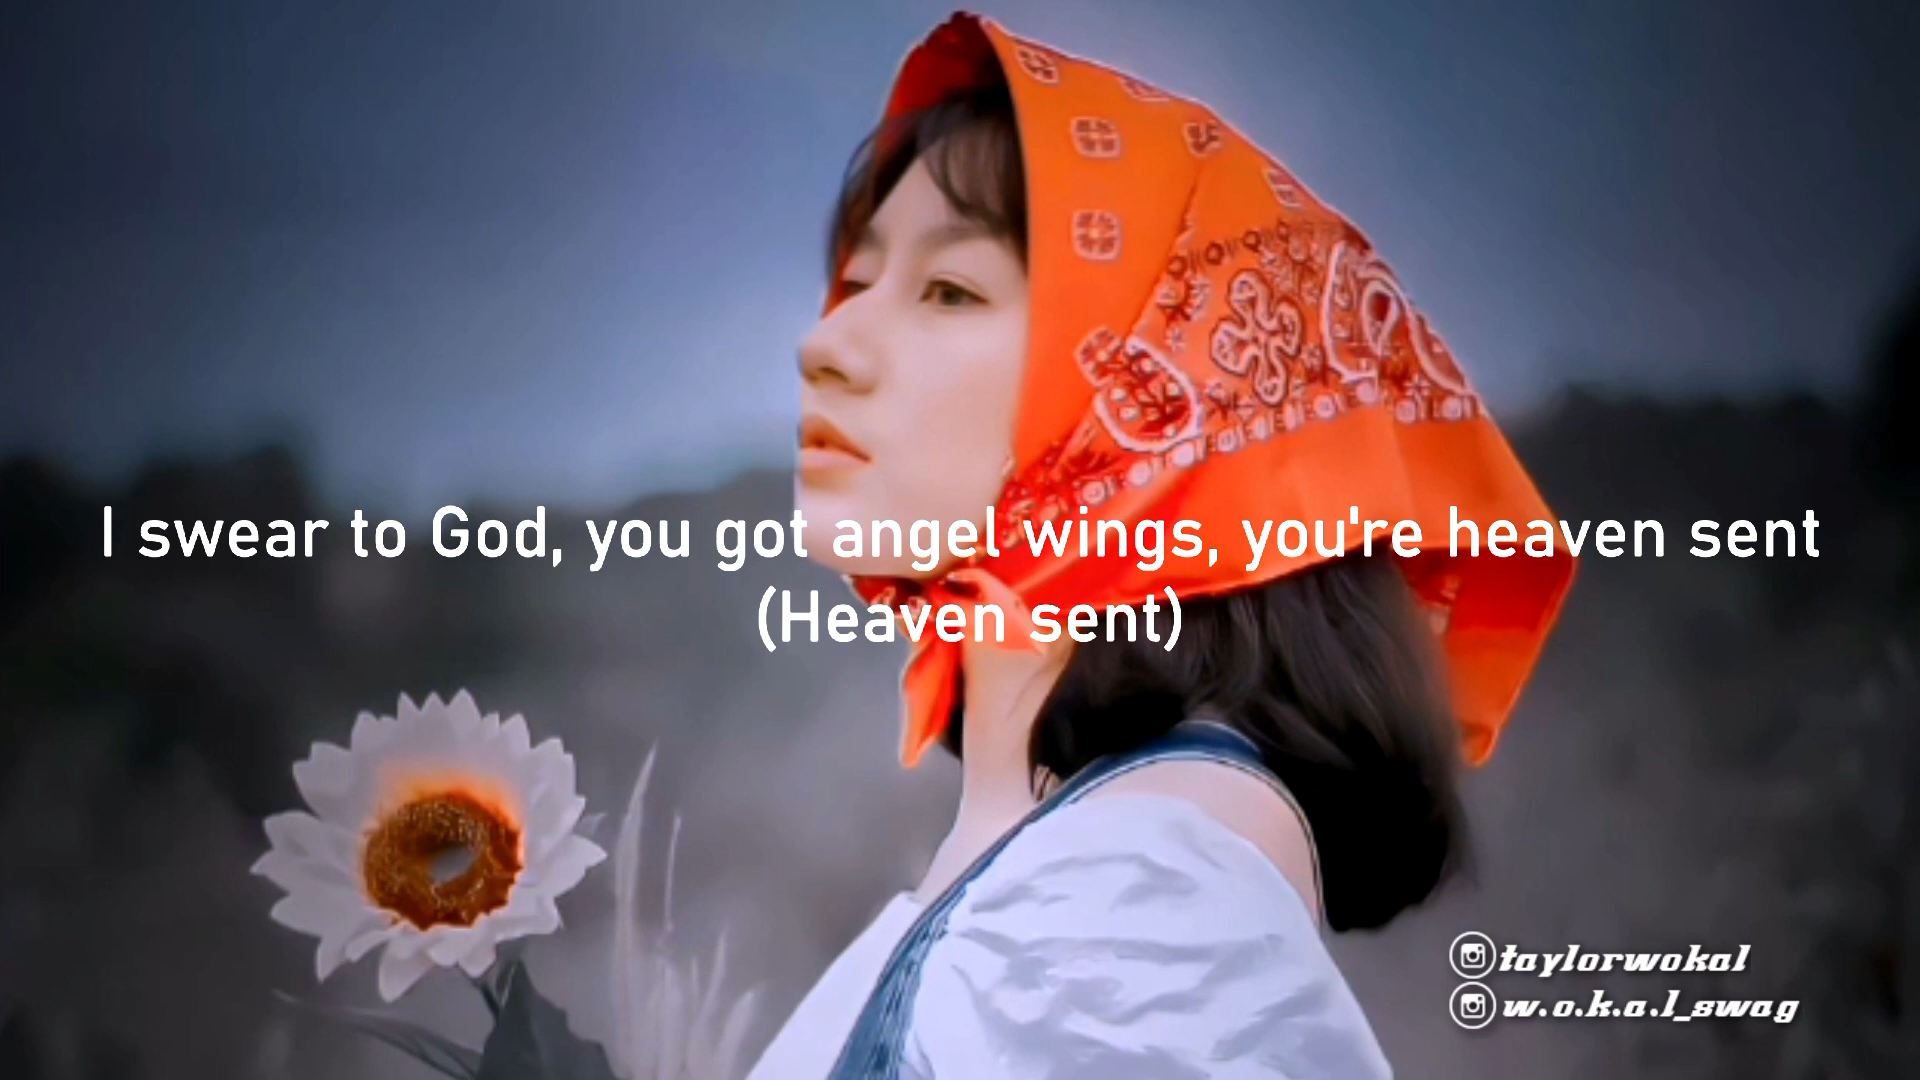 I swear to God, you got angel wings, you're heaven sent
(Heaven sent)
taylorwokal
w.o.k.a.l_swag